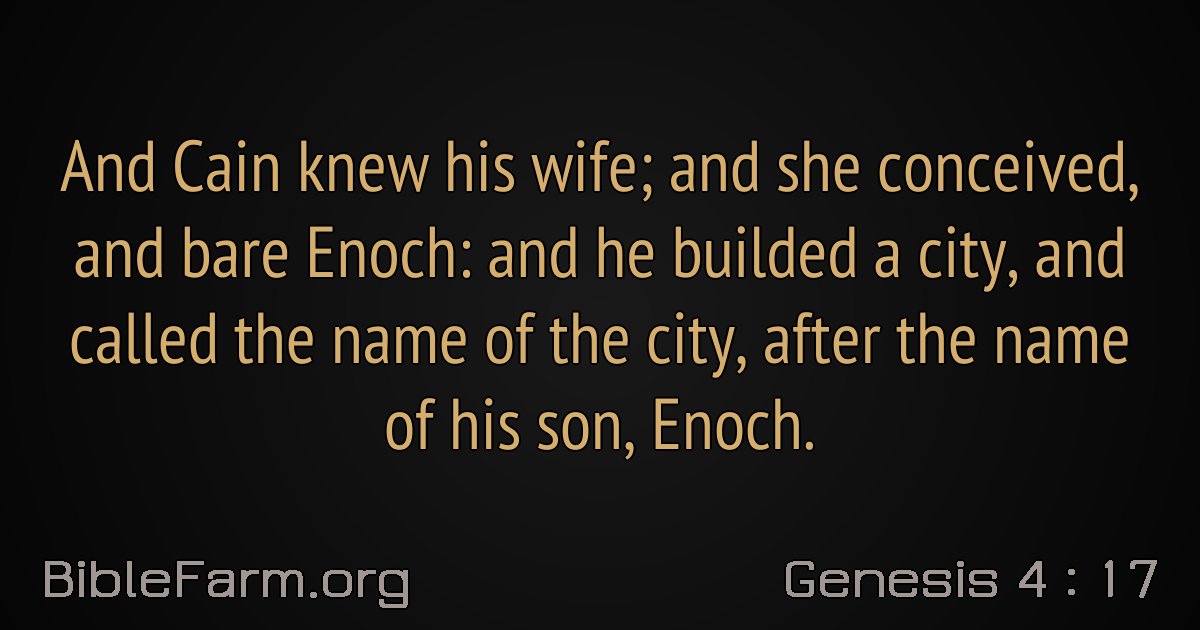 And Cain knew his wife; and she conceived,
and bare Enoch: and he builded a city, and
called the name of the city, after the name
of his son, Enoch.
BibleFarm.org
Genesis 4 : 17